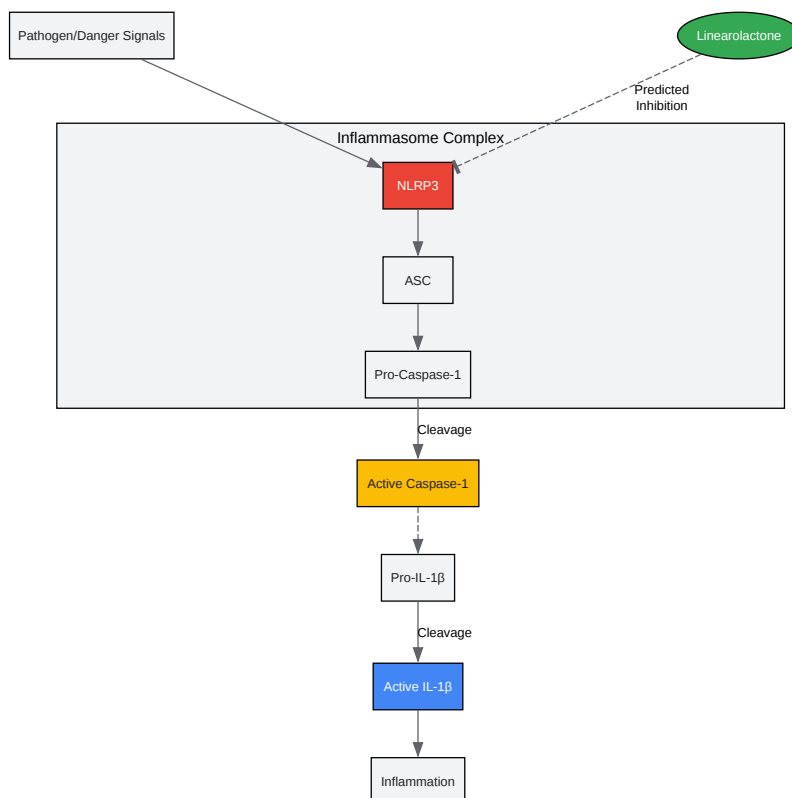 Pathogen/Danger Signals
Linearolactone
Predicted
Inhibition
Inflammasome Complex
NLRP3
ASC
Pro-Caspase-1
Cleavage
Active Caspase-1
Pro-IL-1β
Cleavage
Active IL-1β
Inflammation